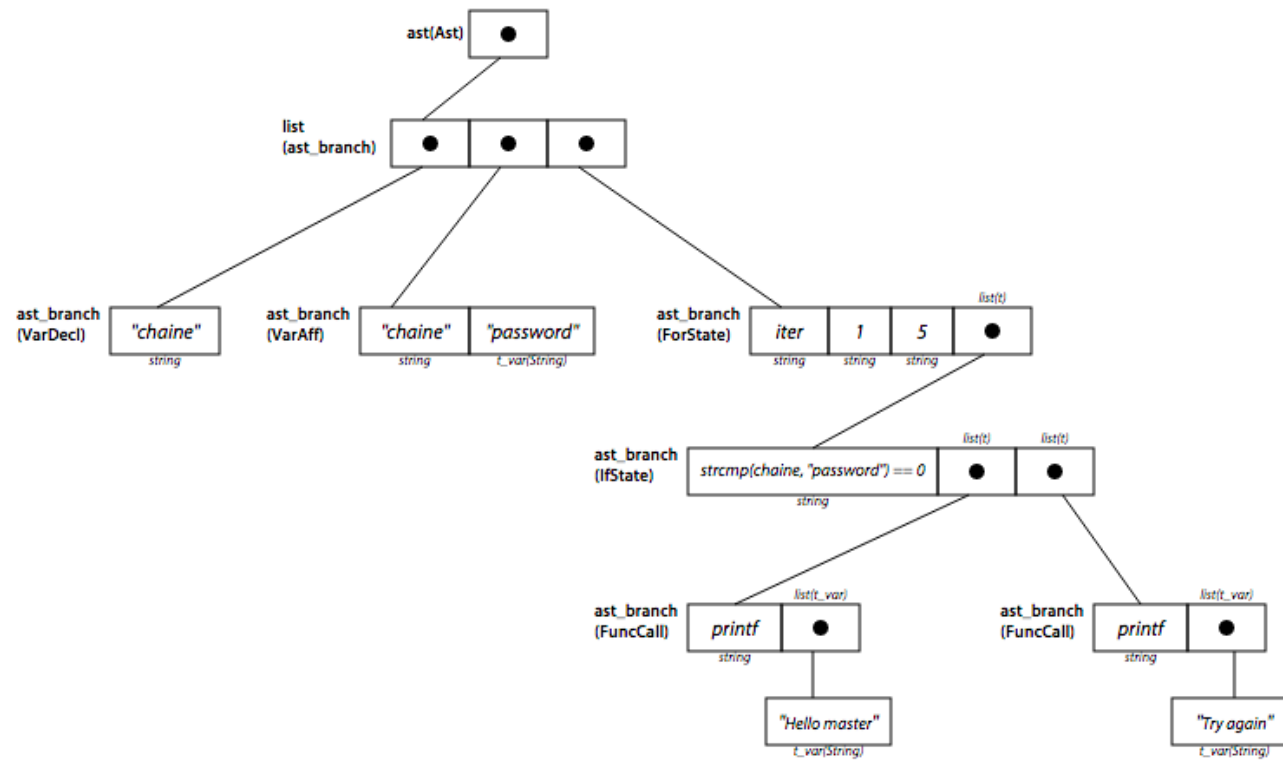 ast(Ast)
list
(ast_branch)
ast_branch
(VarDecl)
"chaine"
string
ast_branch
(VarAff)
"chaine"
"password"
string
t_var(String)
ast_branch
(ForState)
list(t)
iter
1
5
string
string
string
ast_branch
(IfState)
list(t)
list(t)
strcmp(chaine, "password") == 0
string
ast_branch
(FuncCall)
list(t_var)
printf
string
"Hello master"
t_var(String)
ast_branch
(FuncCall)
list(t_var)
printf
string
"Try again"
t_var(String)